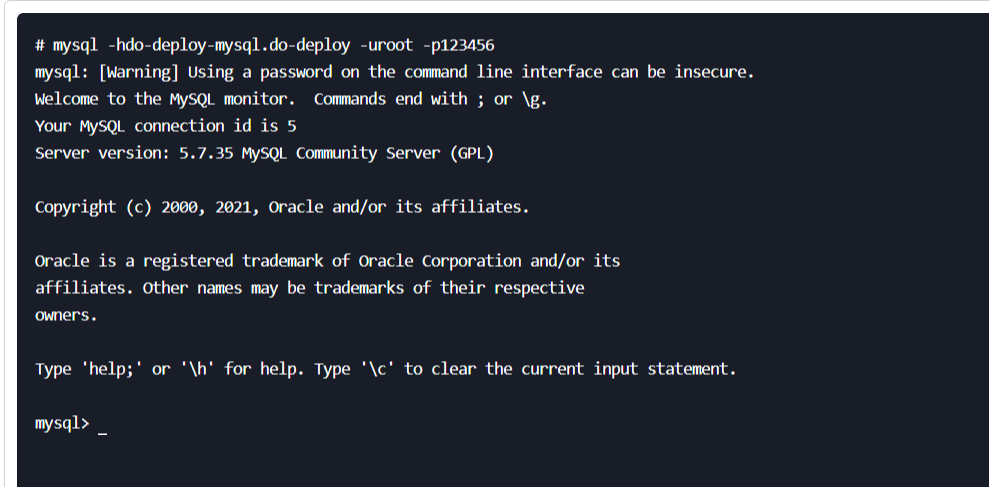 # mysql -hdo-deploy-mysql.do-deploy -uroot -p123456
mysql: [Warning] Using a password on the command line interface can be insecure.
Welcome to the MySQL monitor.  Commands end with ; or \g.
Your MySQL connection id is 5
Server version: 5.7.35 MySQL Community Server (GPL)

Copyright (c) 2000, 2021, Oracle and/or its affiliates.

Oracle is a registered trademark of Oracle Corporation and/or its
affiliates. Other names may be trademarks of their respective
owners.

Type 'help;' or '\h' for help. Type '\c' to clear the current input statement.

mysql> _